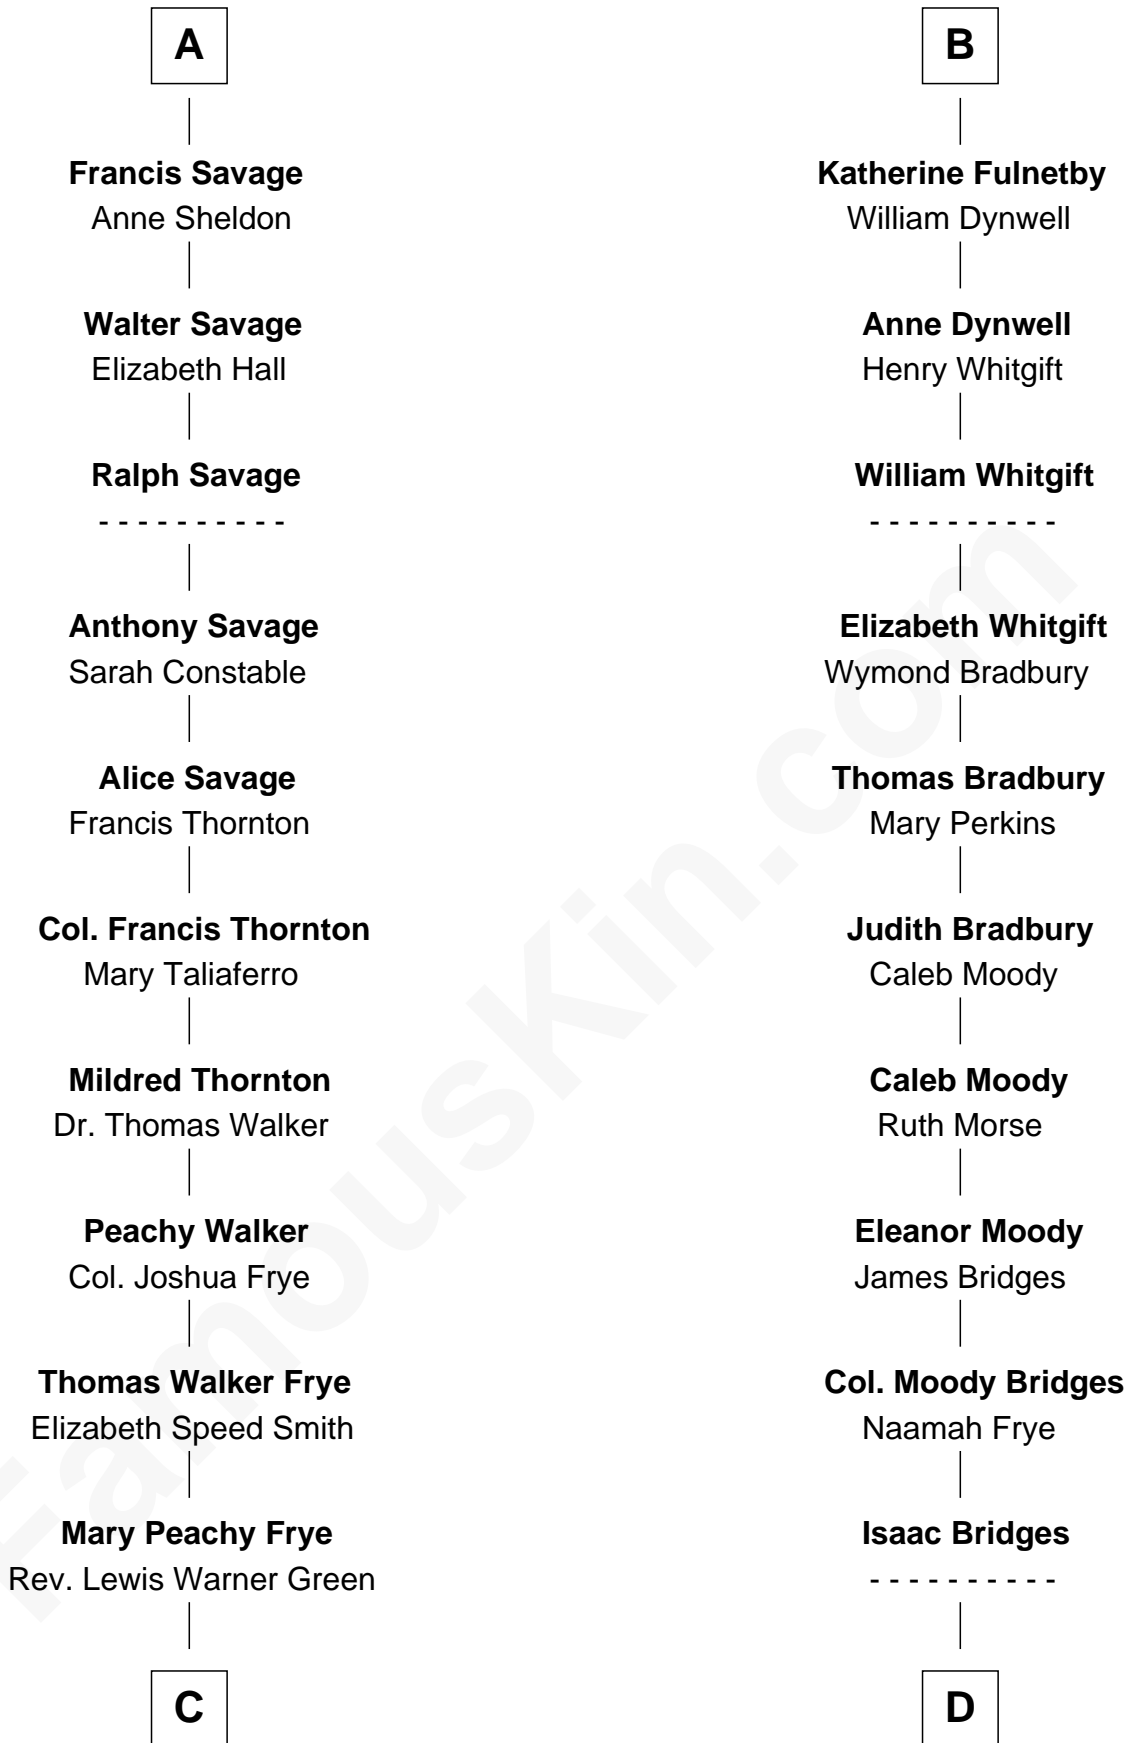 A
Francis Savage
Anne Sheldon
Walter Savage
Elizabeth Hall
Ralph Savage
- - - - - - - - - -
Anthony Savage
Sarah Constable
Alice Savage
Francis Thornton
Col. Francis Thornton
Mary Taliaferro
Mildred Thornton
Dr. Thomas Walker
Peachy Walker
Col. Joshua Frye
Thomas Walker Frye
Elizabeth Speed Smith
Mary Peachy Frye
Rev. Lewis Warner Green
C
B
Katherine Fulnetby
William Dynwell
Anne Dynwell
Henry Whitgift
William Whitgift
- - - - - - - - - -
Elizabeth Whitgift
Wymond Bradbury
Thomas Bradbury
Mary Perkins
Judith Bradbury
Caleb Moody
Caleb Moody
Ruth Morse
Eleanor Moody
James Bridges
Col. Moody Bridges
Naamah Frye
Isaac Bridges
- - - - - - - - - -
D
FamousKin.com